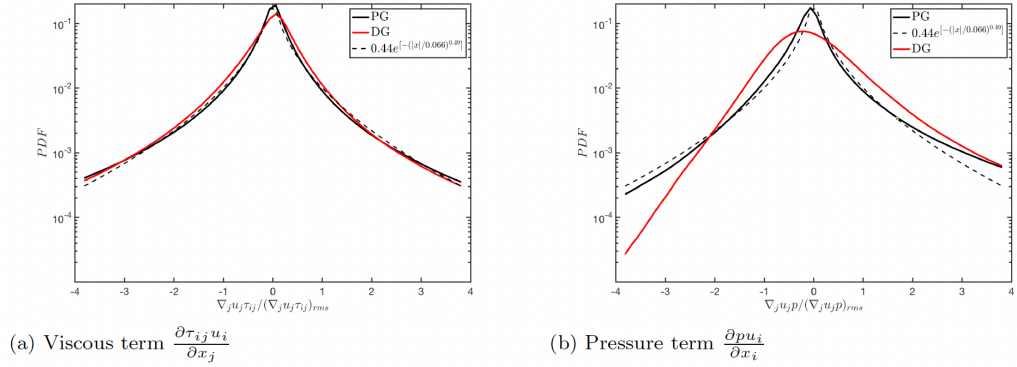 PG
DG
0.44e^[-(|x|/0.066)^0.49]
10^-1
10^-2
10^-3
10^-4
PDF
-4 -3 -2 -1 0 1 2 3 4
∇_j u_j τ_ij/(∇_j u_j τ_ij)_rms
(a) Viscous term ∂τ_ij u_i/∂x_j
PG
0.44e^[-(|x|/0.066)^0.49]
DG
10^-1
10^-2
10^-3
10^-4
PDF
-4 -3 -2 -1 0 1 2 3 4
∇_j u_j p/(∇_j u_j p)_rms
(b) Pressure term ∂pu_i/∂x_i